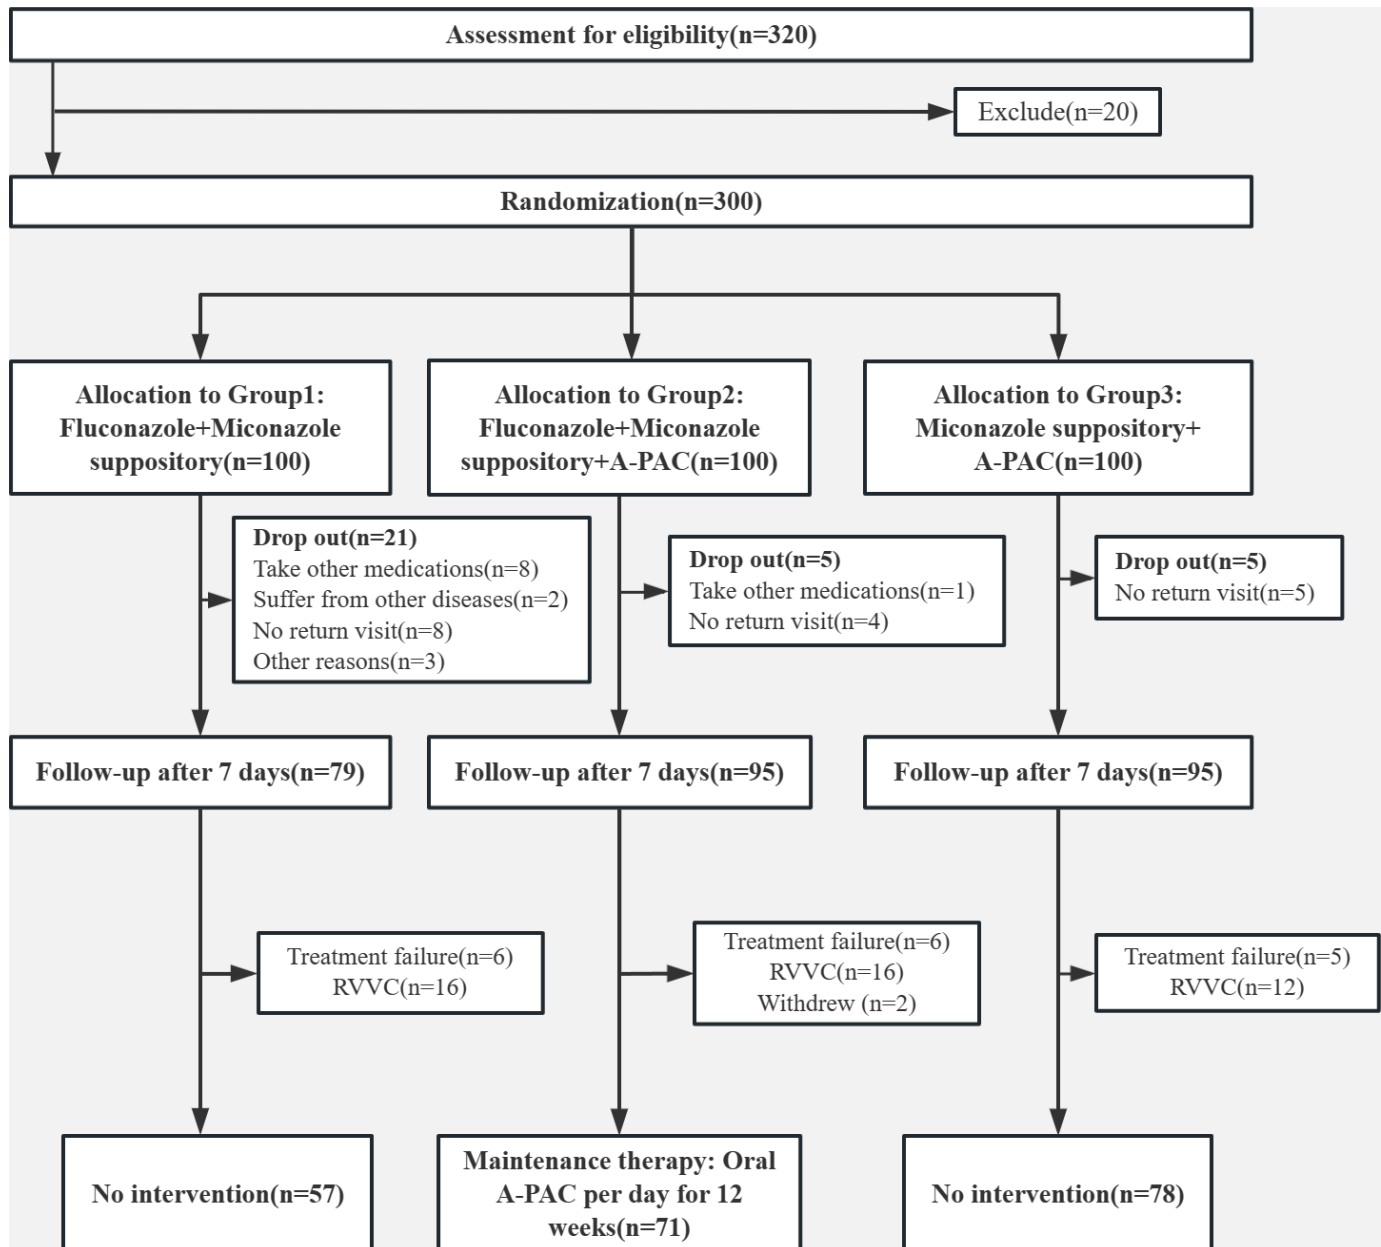 Assessment for eligibility(n=320)
Exclude(n=20)
Randomization(n=300)
Allocation to Group1:
Fluconazole+Miconazole
suppository(n=100)
Allocation to Group2:
Fluconazole+Miconazole
suppository+A-PAC(n=100)
Allocation to Group3:
Miconazole suppository+
A-PAC(n=100)
Drop out(n=21)
Take other medications(n=8)
Suffer from other diseases(n=2)
No return visit(n=8)
Other reasons(n=3)
Drop out(n=5)
Take other medications(n=1)
No return visit(n=4)
Drop out(n=5)
No return visit(n=5)
Follow-up after 7 days(n=79)
Follow-up after 7 days(n=95)
Follow-up after 7 days(n=95)
Treatment failure(n=6)
RVVC(n=16)
Treatment failure(n=6)
RVVC(n=16)
Withdrew (n=2)
Treatment failure(n=5)
RVVC(n=12)
No intervention(n=57)
Maintenance therapy: Oral
A-PAC per day for 12
weeks(n=71)
No intervention(n=78)